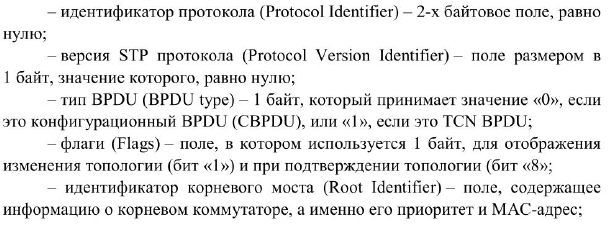 – идентификатор протокола (Protocol Identifier) – 2-х байтовое поле, равно
нулю;
– версия STP протокола (Protocol Version Identifier) – поле размером в
1 байт, значение которого, равно нулю;
– тип BPDU (BPDU type) – 1 байт, который принимает значение «0», если
это конфигурационный BPDU (CBPDU), или «1», если это TCN BPDU;
– флаги (Flags) – поле, в котором используется 1 байт, для отображения
изменения топологии (бит «1») и при подтверждении топологии (бит «8»;
– идентификатор корневого моста (Root Identifier) – поле, содержащее
информацию о корневом коммутаторе, а именно его приоритет и MAC-адрес;